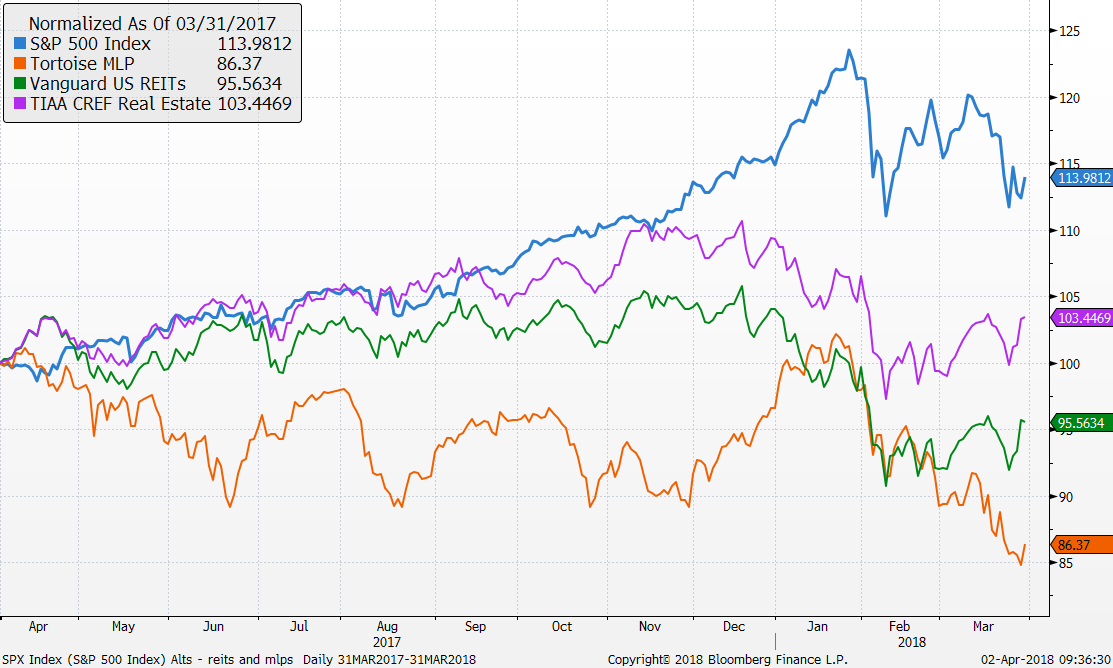 Normalized As Of 03/31/2017
S&P 500 Index 113.9812
Tortoise MLP 86.37
Vanguard US REITs 95.5634
TIAA CREF Real Estate 103.4469
125
120
115
113.9812
110
105
103.4469
100
95.5634
95
90
86.37
85
Apr May Jun Jul Aug Sep Oct Nov Dec Jan Feb Mar
2017 2018
SPX Index (S&P 500 Index) Alts - reits and mlps Daily 31MAR2017-31MAR2018 Copyright© 2018 Bloomberg Finance L.P. 02-Apr-2018 09:36:30